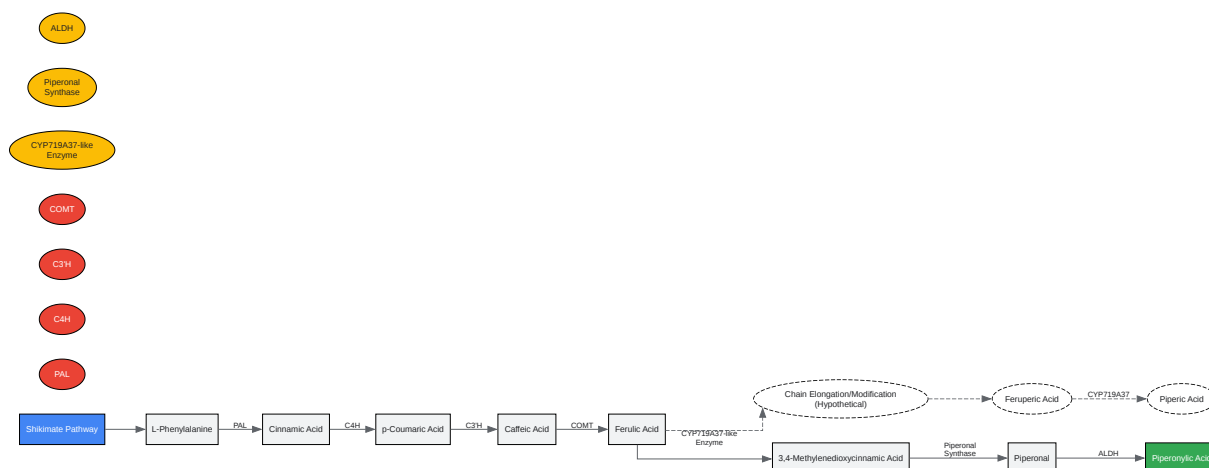 ALDH
Piperonal
Synthase
CYP719A37-like
Enzyme
COMT
C3'H
C4H
PAL
Shikimate Pathway
L-Phenylalanine
PAL
Cinnamic Acid
C4H
p-Coumaric Acid
C3'H
Caffeic Acid
COMT
Ferulic Acid
CYP719A37-like
Enzyme
Chain Elongation/Modification
(Hypothetical)
Feruperic Acid
CYP719A37
Piperic Acid
3,4-Methylenedioxycinnamic Acid
Piperonal
Synthase
Piperonal
ALDH
Piperonylic Acid